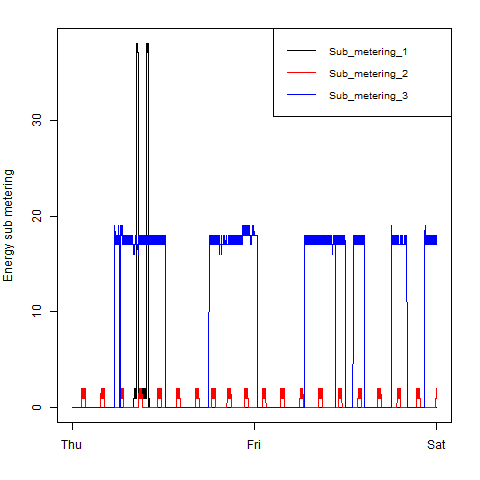 Sub_metering_1
Sub_metering_2
Sub_metering_3
Energy sub metering
30
20
10
0
Thu Fri Sat